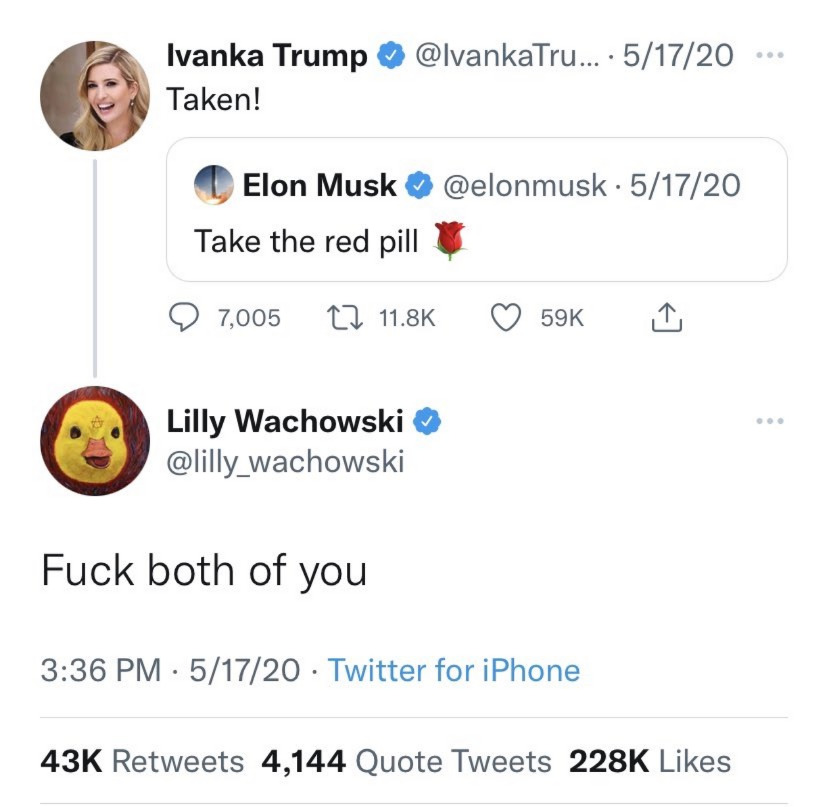 Ivanka Trump @IvankaTru... · 5/17/20
Taken!
Elon Musk @elonmusk · 5/17/20
Take the red pill 🌹
7,005 11.8K 59K
Lilly Wachowski
@lilly_wachowski
Fuck both of you
3:36 PM · 5/17/20 · Twitter for iPhone
43K Retweets 4,144 Quote Tweets 228K Likes